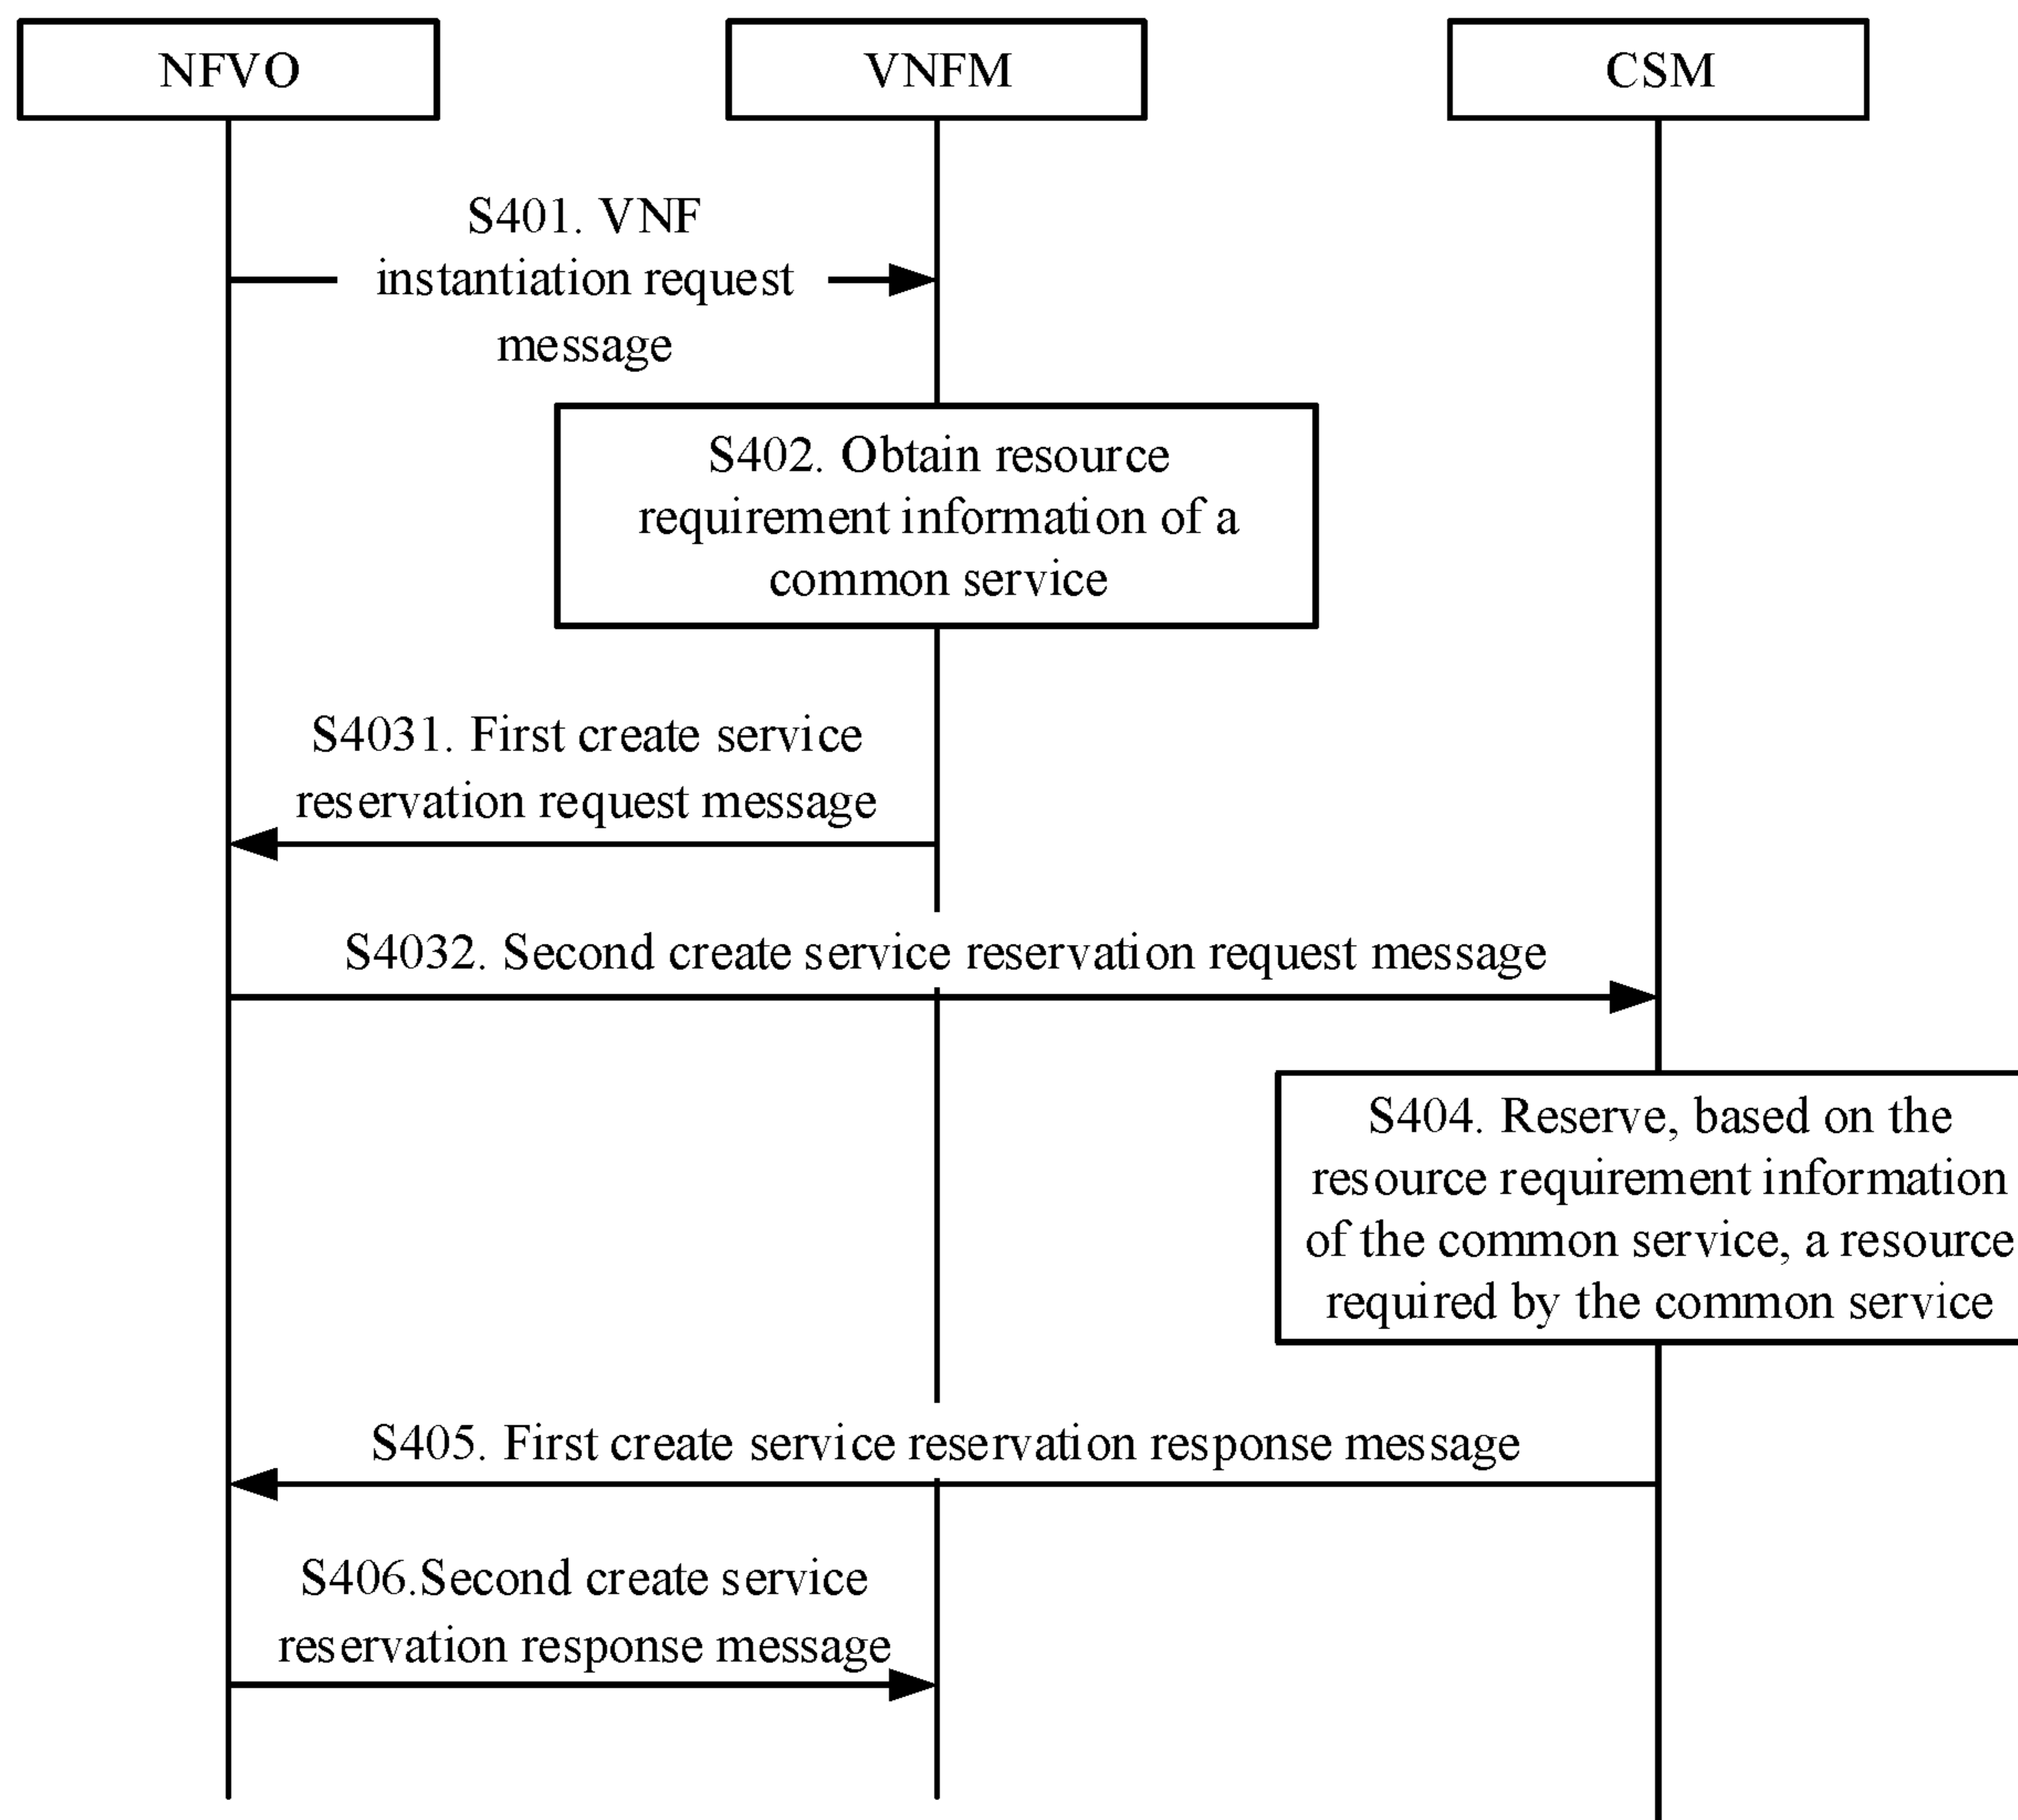 NFVO
VNFM
CSM
S401. VNF
instantiation request
message
S402. Obtain resource
requirement information of a
common service
S4031. First create service
reservation request message
S4032. Second create service reservation request message
S404. Reserve, based on the
resource requirement information
of the common service, a resource
required by the common service
S405. First create service reservation response message
S406.Second create service
reservation response message